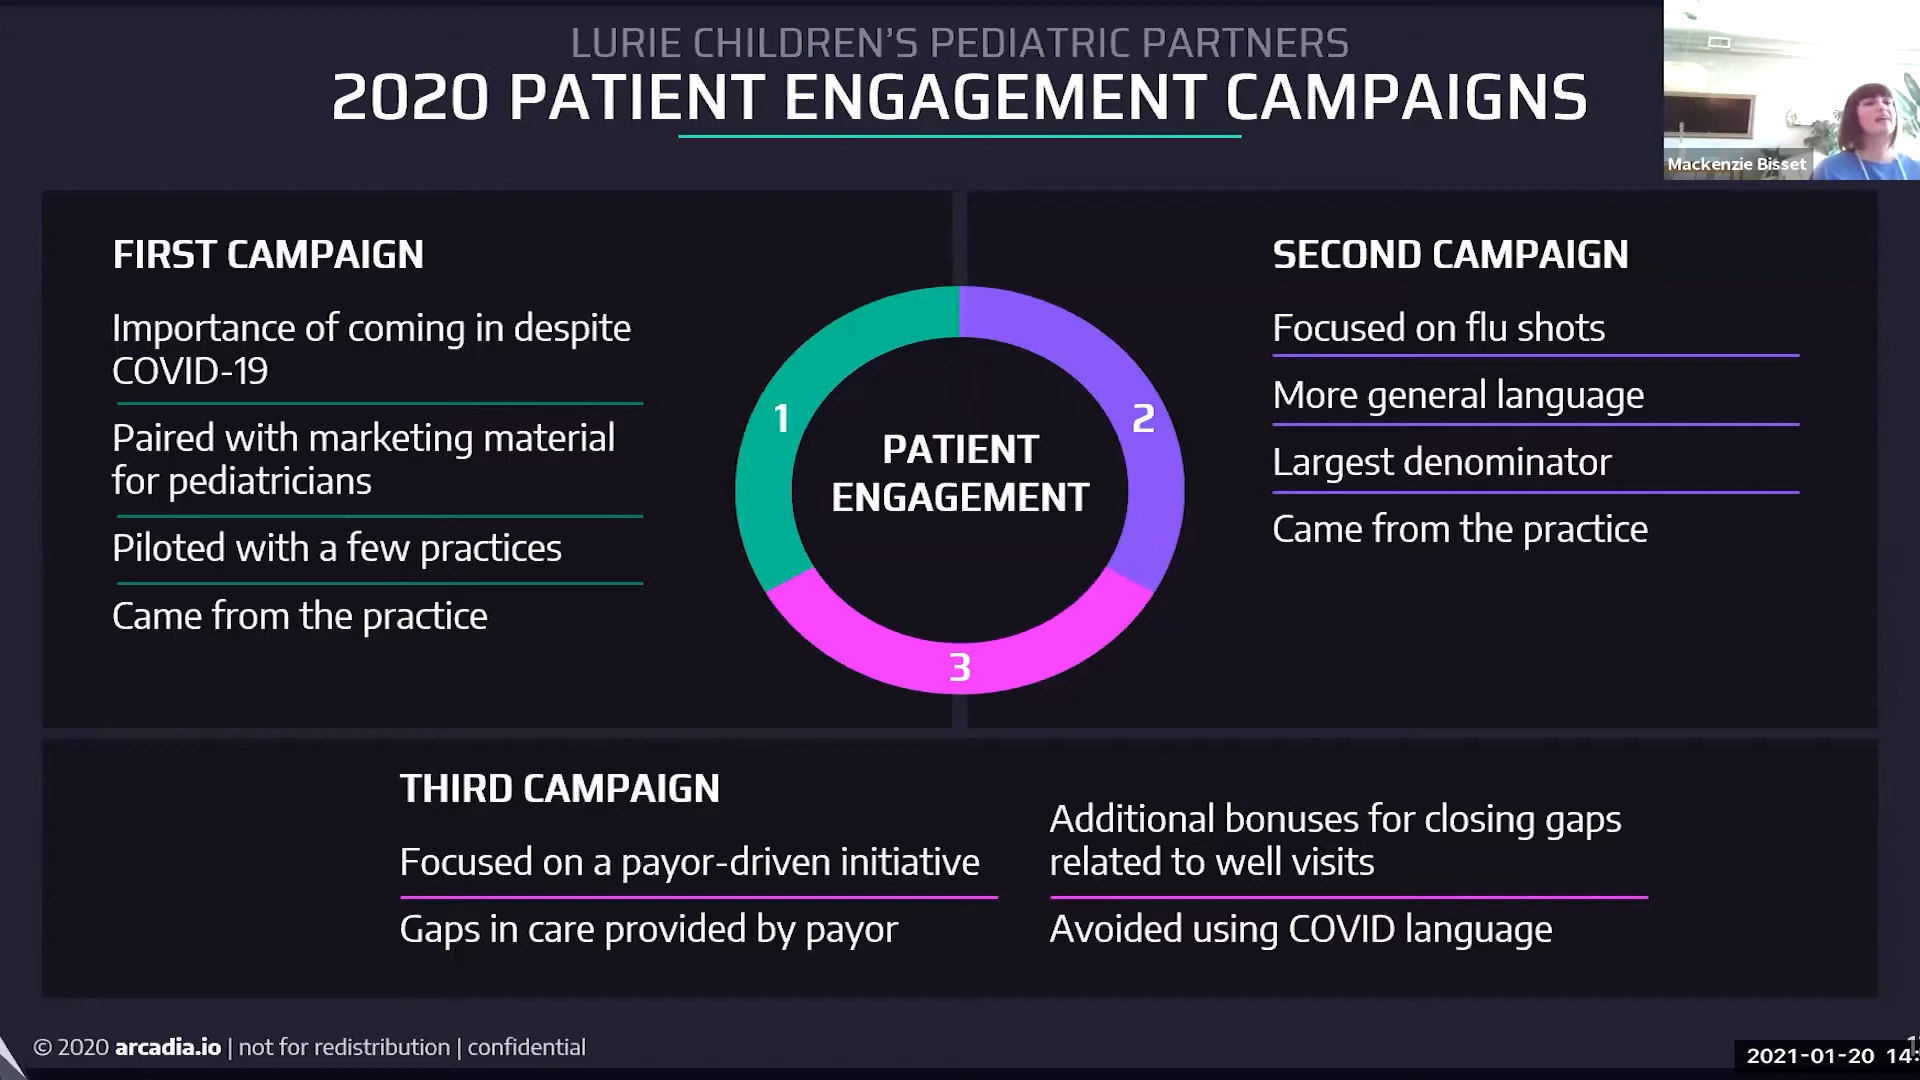 LURIE CHILDREN'S PEDIATRIC PARTNERS
2020 PATIENT ENGAGEMENT CAMPAIGNS
Mackenzie Bisset
FIRST CAMPAIGN
Importance of coming in despite
COVID-19
Paired with marketing material
for pediatricians
Piloted with a few practices
Came from the practice
1
2
PATIENT
ENGAGEMENT
3
SECOND CAMPAIGN
Focused on flu shots
More general language
Largest denominator
Came from the practice
THIRD CAMPAIGN
Focused on a payor-driven initiative
Gaps in care provided by payor
Additional bonuses for closing gaps
related to well visits
Avoided using COVID language
© 2020 arcadia.io | not for redistribution | confidential
2021-01-20 14: